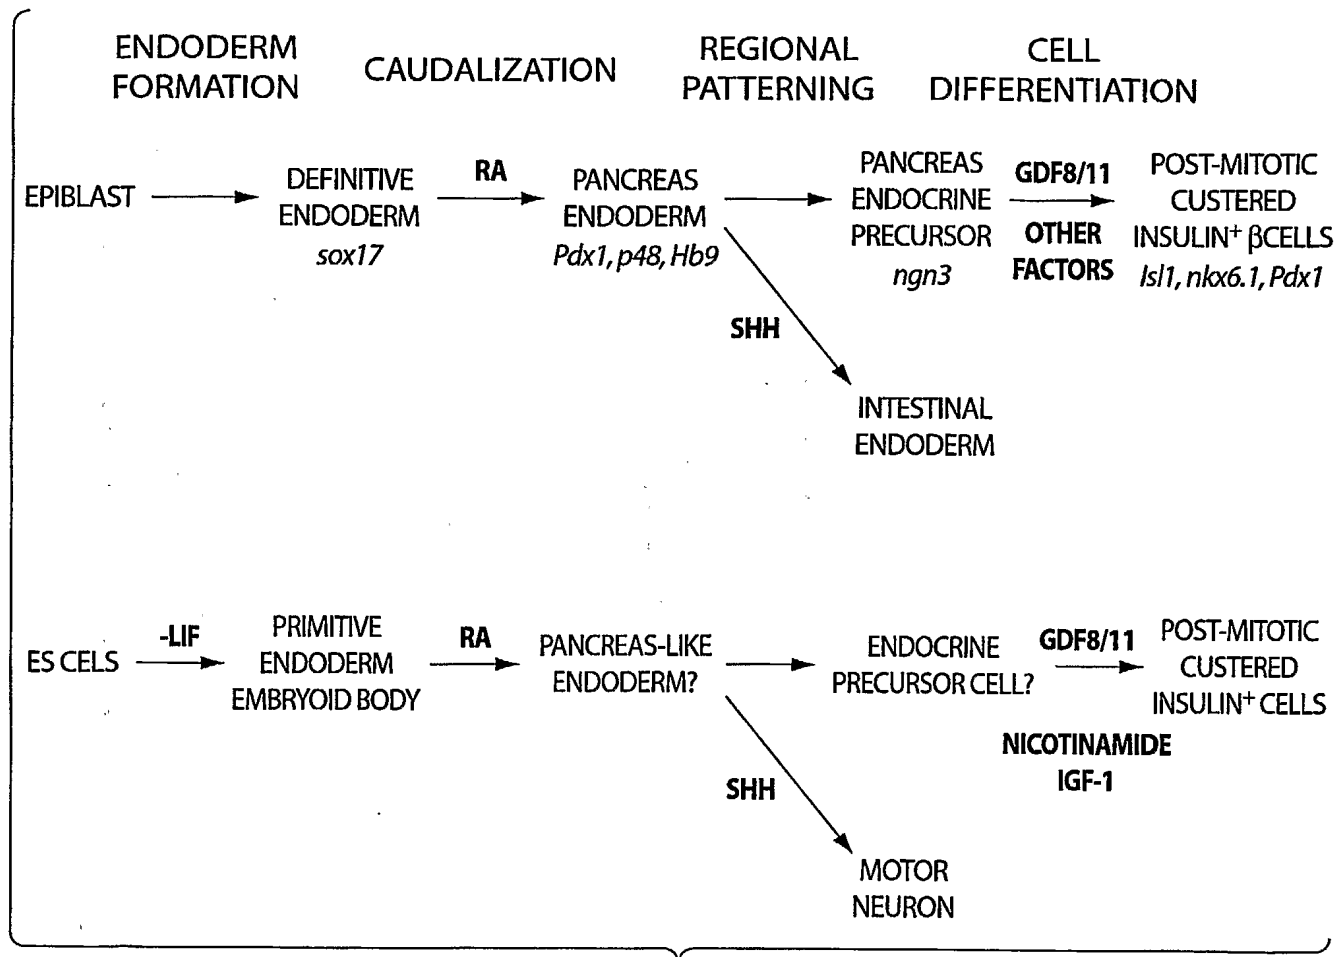 ENDODERM
FORMATION
CAUDALIZATION
REGIONAL
PATTERNING
CELL
DIFFERENTIATION
EPIBLAST
DEFINITIVE
ENDODERM
sox17
RA
PANCREAS
ENDODERM
Pdx1, p48, Hb9
PANCREAS
ENDOCRINE
PRECURSOR
ngn3
GDF8/11
OTHER
FACTORS
POST-MITOTIC
CUSTERED
INSULIN⁺ βCELLS
Isl1, nkx6.1, Pdx1
SHH
INTESTINAL
ENDODERM
ES CELS
-LIF
PRIMITIVE
ENDODERM
EMBRYOID BODY
RA
PANCREAS-LIKE
ENDODERM?
ENDOCRINE
PRECURSOR CELL?
GDF8/11
NICOTINAMIDE
IGF-1
POST-MITOTIC
CUSTERED
INSULIN⁺ CELLS
SHH
MOTOR
NEURON